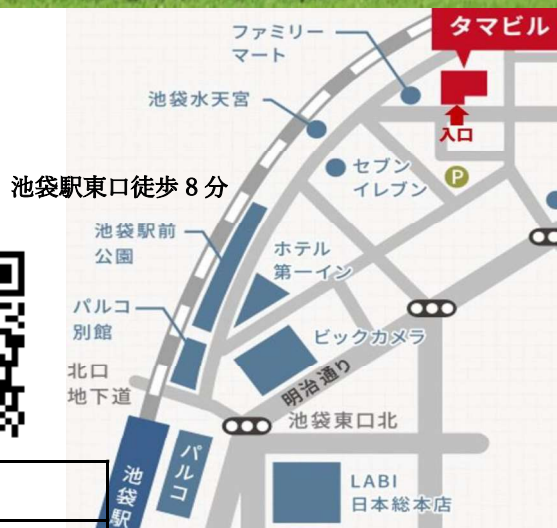 タマビル
ファミリー
マート
池袋水天宮
入口
セブン
イレブン
P
池袋駅東口徒歩 8 分
池袋駅前
公園
ホテル
第一イン
パルコ
別館
ビックカメラ
北口
地下道
明治通り
池袋東口北
パルコ
池袋駅
LABI
日本総本店